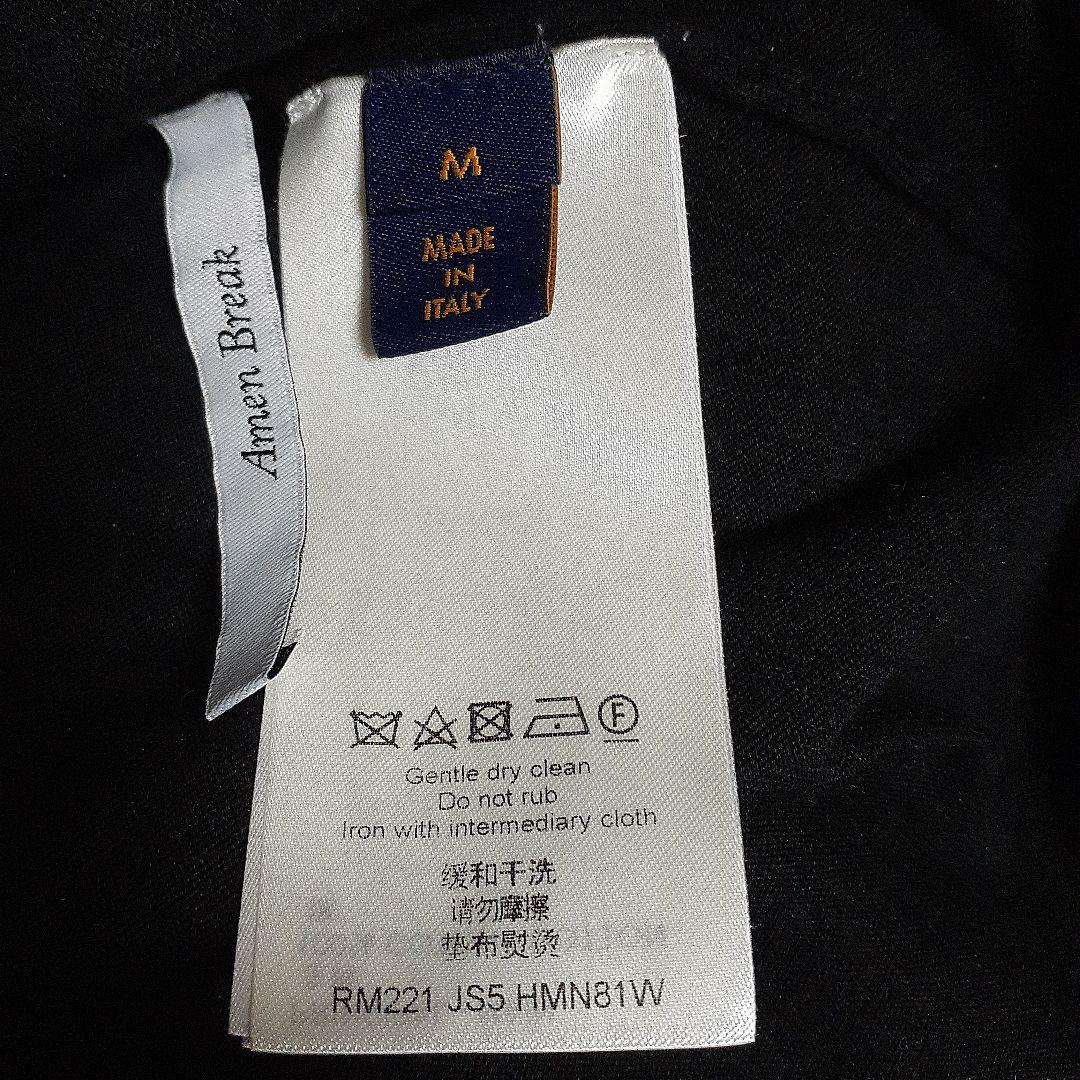 Amen Break
M
MADE
IN
ITALY
F
Gentle dry clean
Do not rub
Iron with intermediary cloth
缓和干洗
请勿摩擦
垫布熨烫
RM221 JS5 HMN81W